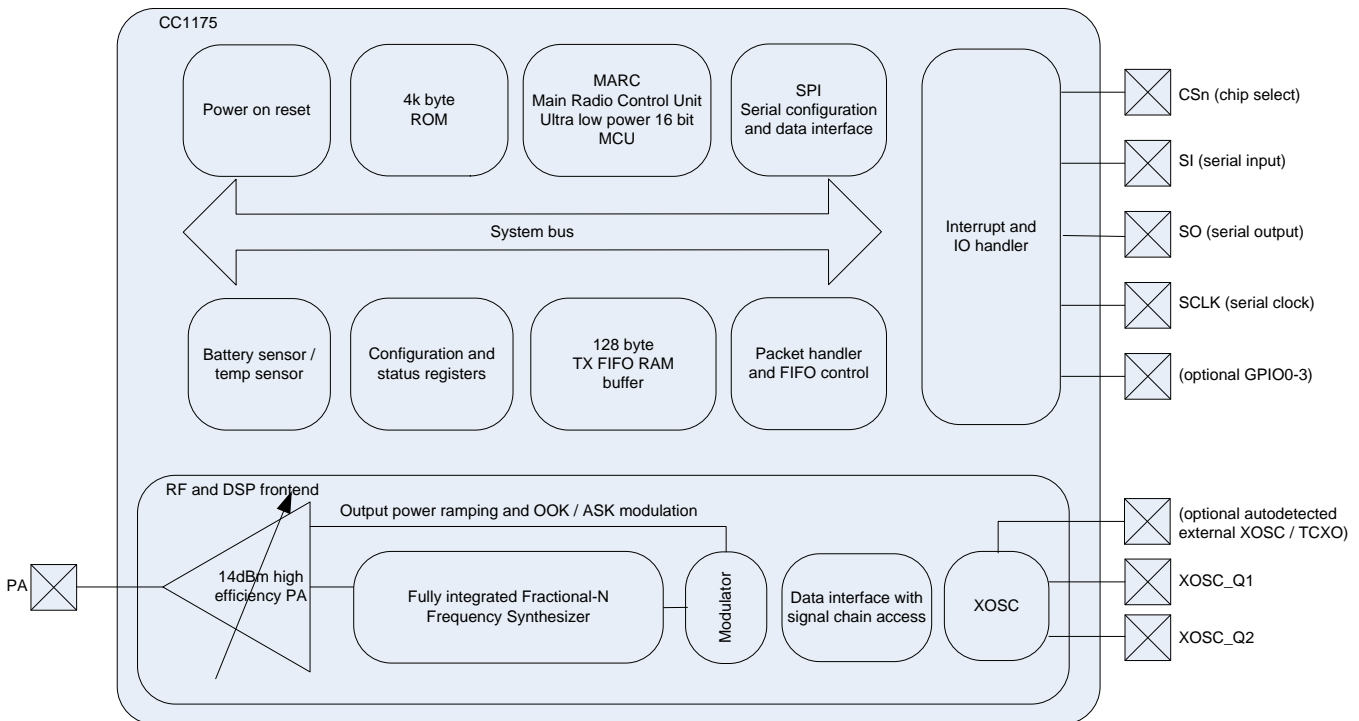 CC1175
Power on reset
4k byte
ROM
MARC
Main Radio Control Unit
Ultra low power 16 bit
MCU
SPI
Serial configuration
and data interface
CSn (chip select)
SI (serial input)
System bus
Interrupt and
IO handler
SO (serial output)
SCLK (serial clock)
Battery sensor /
temp sensor
Configuration and
status registers
128 byte
TX FIFO RAM
buffer
Packet handler
and FIFO control
(optional GPIO0-3)
RF and DSP frontend
Output power ramping and OOK / ASK modulation
(optional autodetected
external XOSC / TCXO)
PA
14dBm high
efficiency PA
Fully integrated Fractional-N
Frequency Synthesizer
Modulator
Data interface with
signal chain access
XOSC
XOSC_Q1
XOSC_Q2